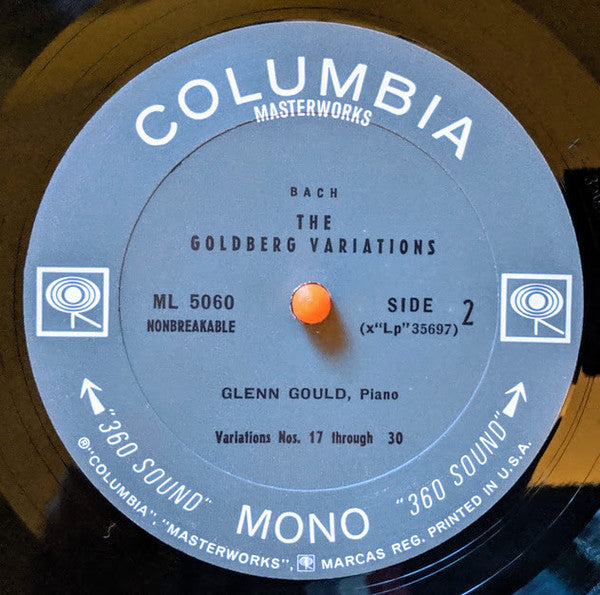 COLUMBIA
MASTERWORKS
BACH
THE
GOLDBERG VARIATIONS
ML 5060
NONBREAKABLE
SIDE 2
(x"Lp"35697)
GLENN GOULD, Piano
Variations Nos. 17 through 30
"360 SOUND"
MONO
"360 SOUND"
®"COLUMBIA", "MASTERWORKS", MARCAS REG. PRINTED IN U.S.A.